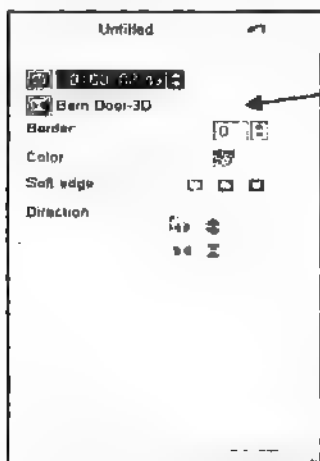 Untitled
Barn Door-3D
Border 0
Color
Soft edge
Direction